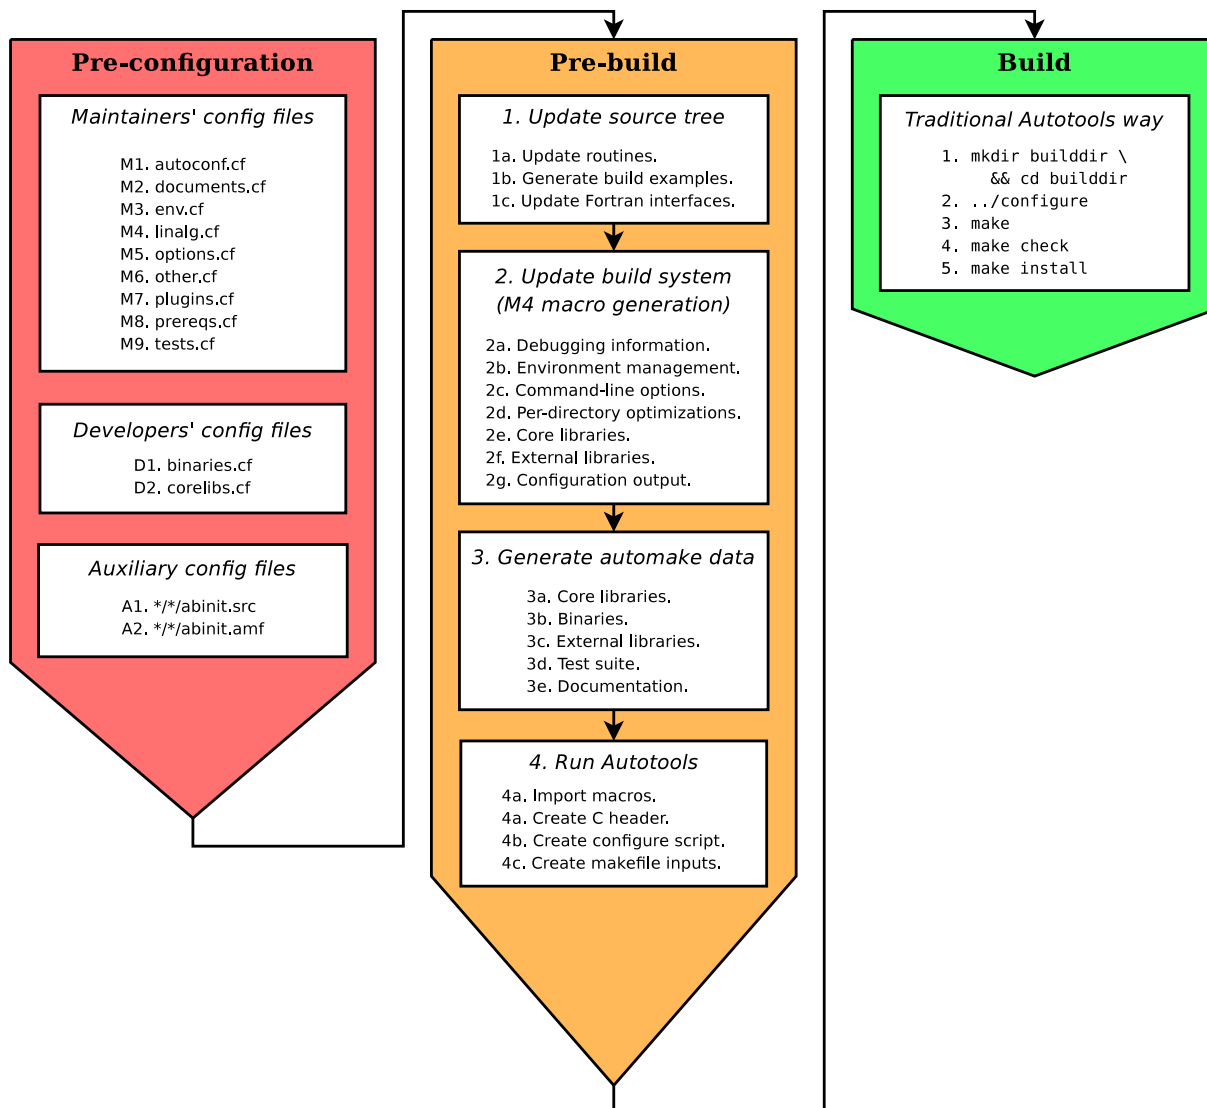 Pre-configuration
Maintainers' config files
M1. autoconf.cf
M2. documents.cf
M3. env.cf
M4. linalg.cf
M5. options.cf
M6. other.cf
M7. plugins.cf
M8. prereqs.cf
M9. tests.cf
Developers' config files
D1. binaries.cf
D2. corelibs.cf
Auxiliary config files
A1. */*/abinit.src
A2. */*/abinit.amf
Pre-build
1. Update source tree
1a. Update routines.
1b. Generate build examples.
1c. Update Fortran interfaces.
2. Update build system
(M4 macro generation)
2a. Debugging information.
2b. Environment management.
2c. Command-line options.
2d. Per-directory optimizations.
2e. Core libraries.
2f. External libraries.
2g. Configuration output.
3. Generate automake data
3a. Core libraries.
3b. Binaries.
3c. External libraries.
3d. Test suite.
3e. Documentation.
4. Run Autotools
4a. Import macros.
4a. Create C header.
4b. Create configure script.
4c. Create makefile inputs.
Build
Traditional Autotools way
1. mkdir builddir \
&& cd builddir
2. ../configure
3. make
4. make check
5. make install